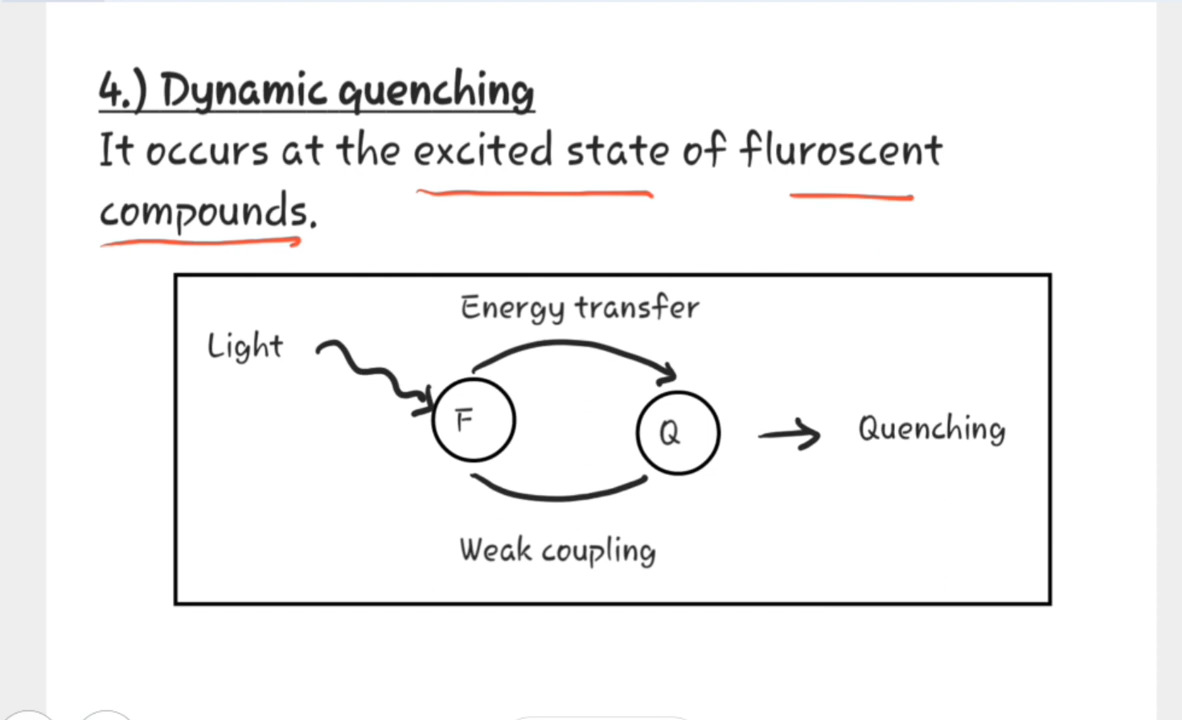 4.) Dynamic quenching
It occurs at the excited state of fluroscent
compounds.
Energy transfer
Light
F
Q
Quenching
Weak coupling